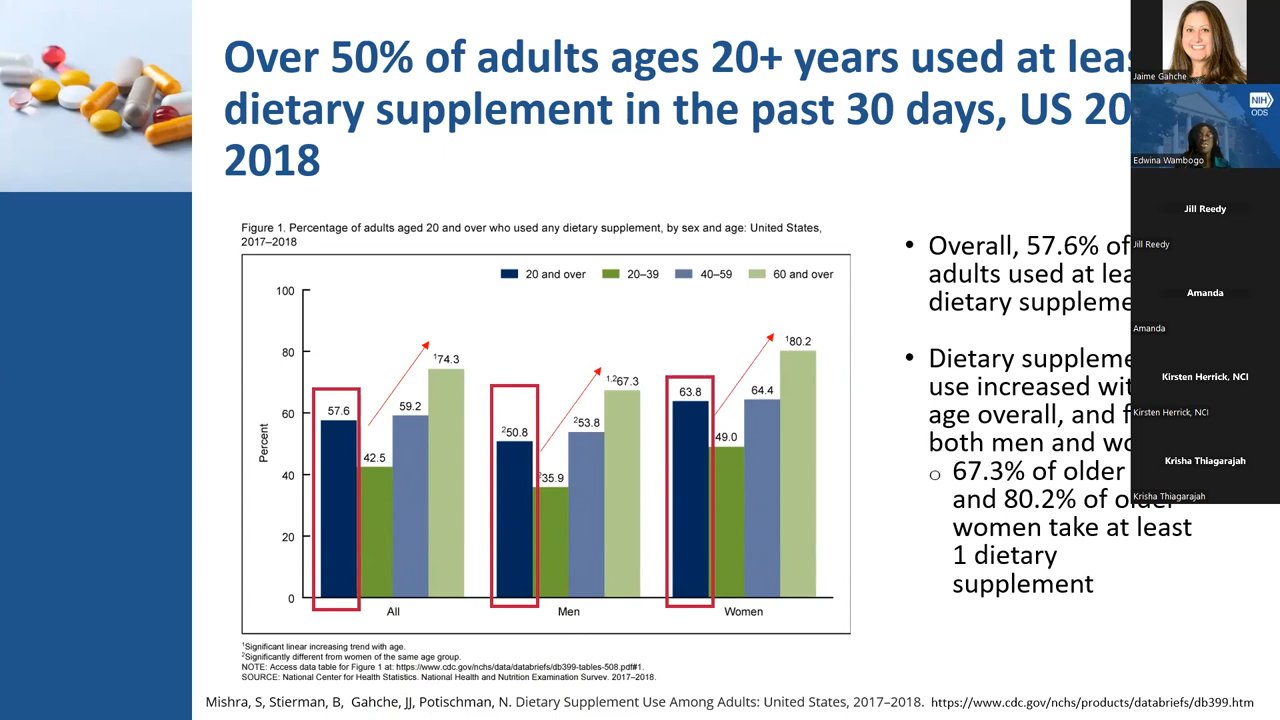 Over 50% of adults ages 20+ years used at
dietary supplement in the past 30 days, US
2018
Figure 1. Percentage of adults aged 20 and over who used any dietary supplement, by sex and age: United States,
2017–2018
20 and over 20–39 40–59 60 and over
Percent
100
80
60
40
20
0
57.6
42.5
59.2
¹74.3
²50.8
²35.9
²53.8
¹,²67.3
63.8
49.0
64.4
¹80.2
All Men Women
¹Significant linear increasing trend with age.
²Significantly different from women of the same age group.
NOTE: Access data table for Figure 1 at: https://www.cdc.gov/nchs/data/databriefs/db399-tables-508.pdf#1.
SOURCE: National Center for Health Statistics. National Health and Nutrition Examination Survey. 2017–2018.
• Overall, 57.6% of
adults used at
dietary
• Dietary
use increased
age overall, and
both men and
o 67.3% of older
and 80.2% of older
women take at least
1 dietary
supplement
Mishra, S, Stierman, B, Gahche, JJ, Potischman, N. Dietary Supplement Use Among Adults: United States, 2017–2018. https://www.cdc.gov/nchs/products/databriefs/db399.htm
Jaime Gahche
NIH
ODS
Edwina Wambogo
Jill Reedy
Jill Reedy
Amanda
Amanda
Kirsten Herrick, NCI
Kirsten Herrick, NCI
Krisha Thiagarajah
Krisha Thiagarajah